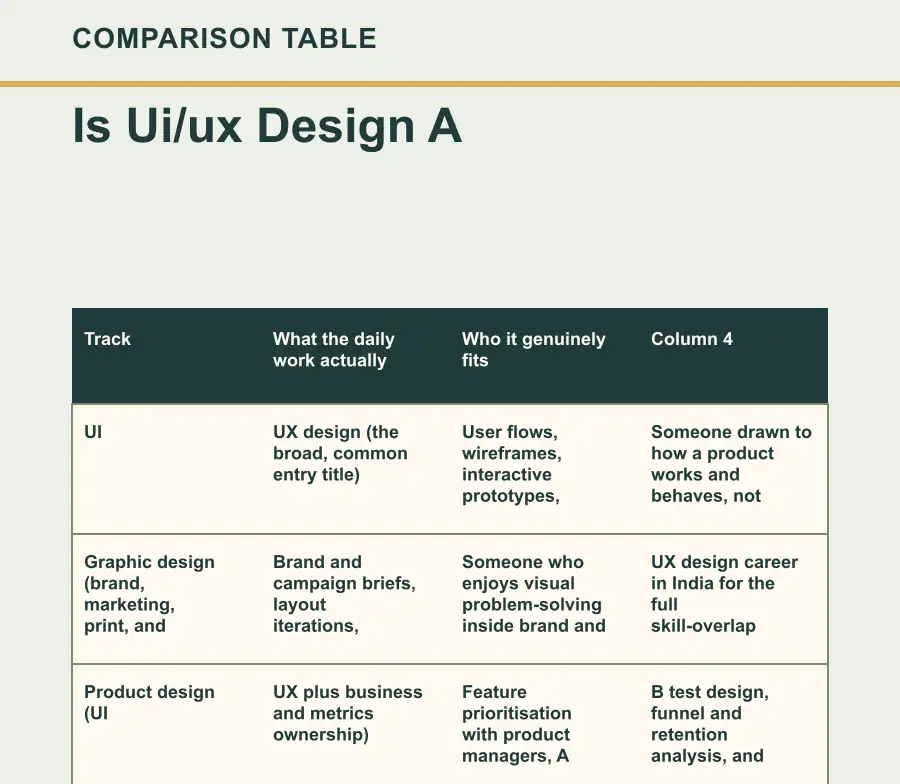 COMPARISON TABLE
Is Ui/ux Design A
Track
What the daily
work actually
Who it genuinely
fits
Column 4
UI
UX design (the
broad, common
entry title)
User flows,
wireframes,
interactive
prototypes,
Someone drawn to
how a product
works and
behaves, not
Graphic design
(brand,
marketing,
print, and
Brand and
campaign briefs,
layout
iterations,
Someone who
enjoys visual
problem-solving
inside brand and
UX design career
in India for the
full
skill-overlap
Product design
(UI
UX plus business
and metrics
ownership)
Feature
prioritisation
with product
managers, A
B test design,
funnel and
retention
analysis, and